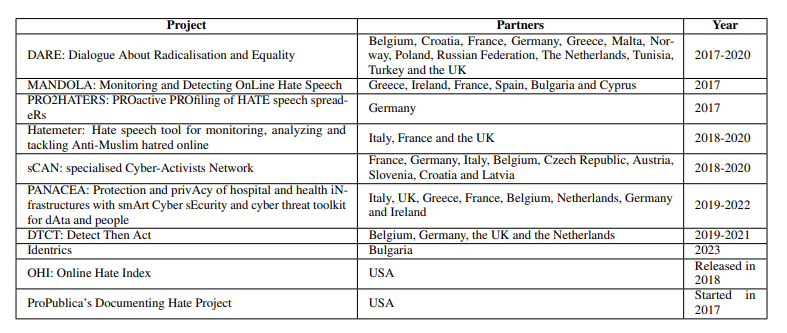 Project Partners Year
DARE: Dialogue About Radicalisation and Equality
Belgium, Croatia, France, Germany, Greece, Malta, Nor-
way, Poland, Russian Federation, The Netherlands, Tunisia,
Turkey and the UK
2017-2020
MANDOLA: Monitoring and Detecting OnLine Hate Speech
Greece, Ireland, France, Spain, Bulgaria and Cyprus
2017
PRO2HATERS: PROactive PROfiling of HATE speech spread-
eRs
Germany
2017
Hatemeter: Hate speech tool for monitoring, analyzing and
tackling Anti-Muslim hatred online
Italy, France and the UK
2018-2020
sCAN: specialised Cyber-Activists Network
France, Germany, Italy, Belgium, Czech Republic, Austria,
Slovenia, Croatia and Latvia
2018-2020
PANACEA: Protection and privAcy of hospital and health iN-
frastructures with smArt Cyber sEcurity and cyber threat toolkit
for dAta and people
Italy, UK, Greece, France, Belgium, Netherlands, Germany
and Ireland
2019-2022
DTCT: Detect Then Act
Belgium, Germany, the UK and the Netherlands
2019-2021
Identrics
Bulgaria
2023
OHI: Online Hate Index
USA
Released in
2018
ProPublica's Documenting Hate Project
USA
Started in
2017